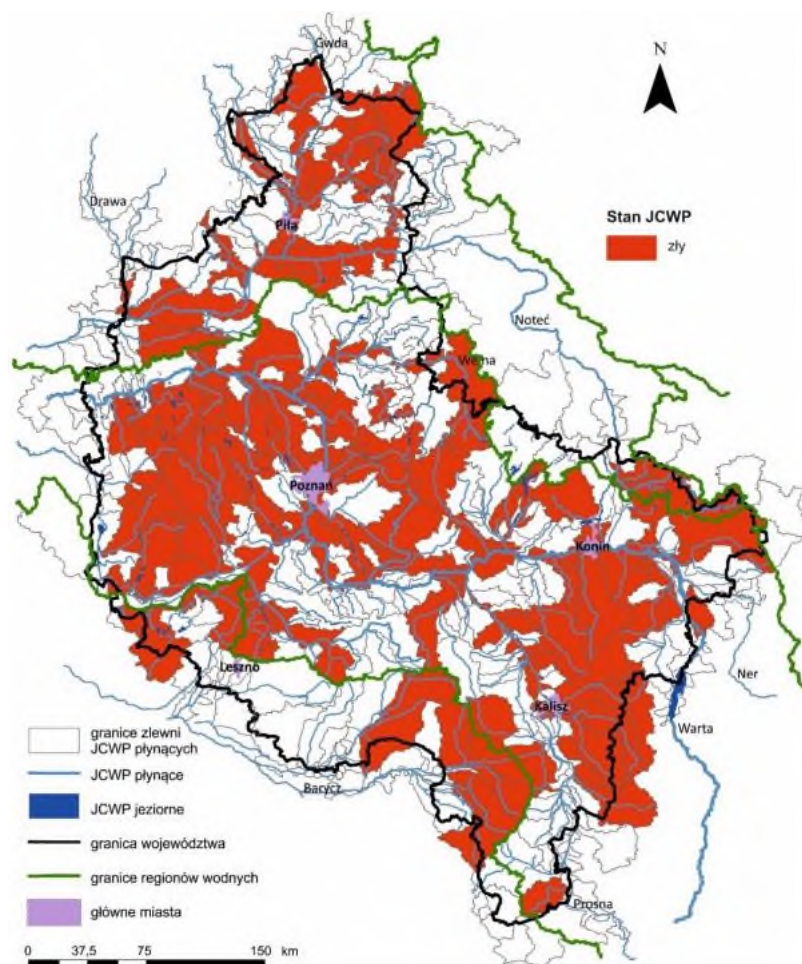 Gwda
N
Drawa
Stan JCWP
Piła
zły
Noteć
Wełna
Poznań
Konin
Leszno
Ner
Kalisz
Warta
granice zlewni
JCWP płynących
JCWP płynące
Barycz
JCWP jeziorne
granica województwa
granice regionów wodnych
Prosna
główne miasta
0 37,5 75 150 km